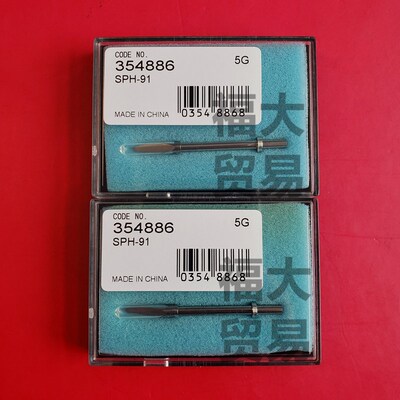 CODE NO.
354886
5G
SPH-91
MADE IN CHINA
0354 8868
福大
贸易
CODE NO.
354886
5G
SPH-91
MADE IN CHINA
0354 8868
福大
贸易